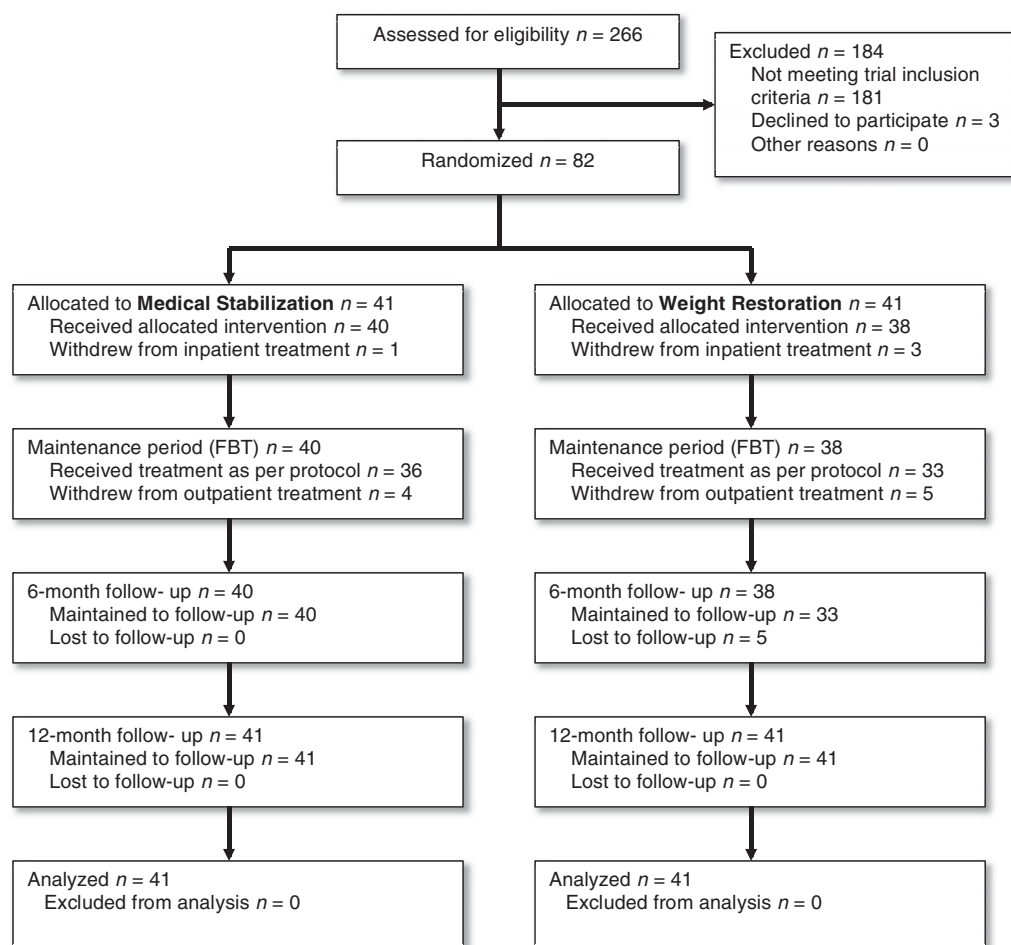 Assessed for eligibility n = 266
Excluded n = 184
Not meeting trial inclusion
criteria n = 181
Declined to participate n = 3
Other reasons n = 0
Randomized n = 82
Allocated to Medical Stabilization n = 41
Received allocated intervention n = 40
Withdrew from inpatient treatment n = 1
Allocated to Weight Restoration n = 41
Received allocated intervention n = 38
Withdrew from inpatient treatment n = 3
Maintenance period (FBT) n = 40
Received treatment as per protocol n = 36
Withdrew from outpatient treatment n = 4
Maintenance period (FBT) n = 38
Received treatment as per protocol n = 33
Withdrew from outpatient treatment n = 5
6-month follow- up n = 40
Maintained to follow-up n = 40
Lost to follow-up n = 0
6-month follow- up n = 38
Maintained to follow-up n = 33
Lost to follow-up n = 5
12-month follow- up n = 41
Maintained to follow-up n = 41
Lost to follow-up n = 0
12-month follow- up n = 41
Maintained to follow-up n = 41
Lost to follow-up n = 0
Analyzed n = 41
Excluded from analysis n = 0
Analyzed n = 41
Excluded from analysis n = 0